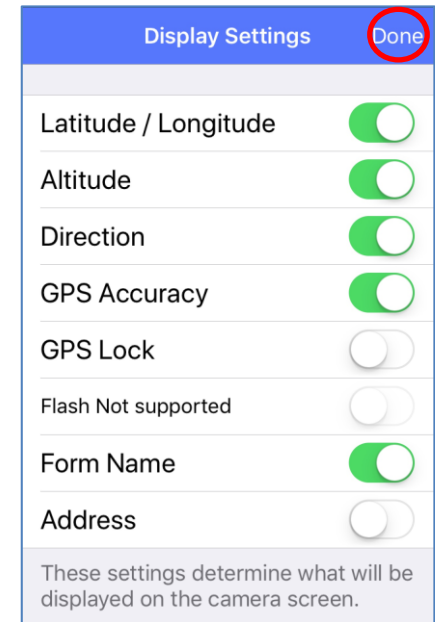 Display Settings Done
Latitude / Longitude
Altitude
Direction
GPS Accuracy
GPS Lock
Flash Not supported
Form Name
Address
These settings determine what will be
displayed on the camera screen.